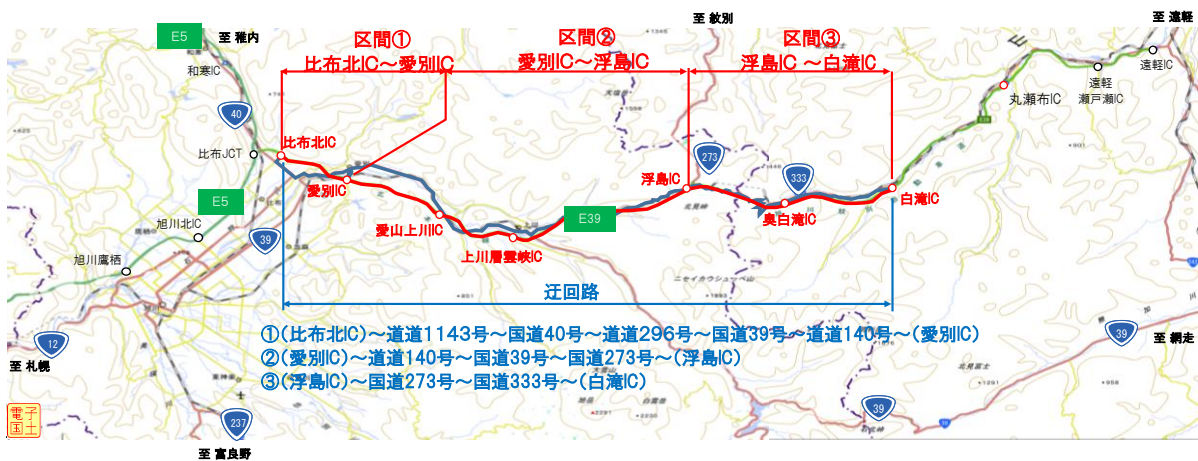 至 紋別
至 遠軽
E5
至 稚内
和寒IC
区間①
比布北IC～愛別IC
区間②
愛別IC～浮島IC
区間③
浮島IC ～白滝IC
遠軽IC
遠軽
瀬戸瀬IC
丸瀬布IC
40
比布JCT
比布北IC
愛別IC
273
333
浮島IC
白滝IC
奥白滝IC
E5
旭川北IC
39
愛山上川IC
E39
上川層雲峡IC
旭川鷹栖
ニセイカウシュペ山
迂回路
①(比布北IC)～道道1143号～国道40号～道道296号～国道39号～道道140号～(愛別IC)
②(愛別IC)～道道140号～国道39号～国道273号～(浮島IC)
③(浮島IC)～国道273号～国道333号～(白滝IC)
12
至 札幌
39
至 網走
39
電子
国土
237
至 富良野